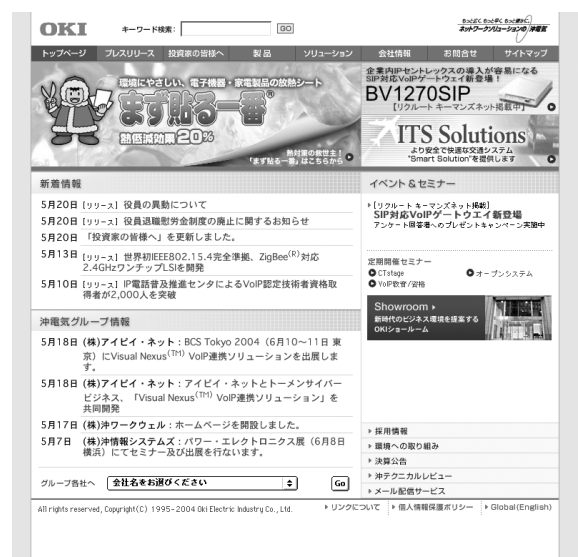 OKI
キーワード検索:
GO
もっと広く もっと早く もっと豊かに
ネットワークソリューションの 沖電気
トップページ プレスリリース 投資家の皆様へ 製品 ソリューション 会社情報 お問合せ サイトマップ
環境にやさしい、電子機器・家電製品の放熱シート
まず貼る一番®
熱低減効果20%
熱対策の救世主!
「まず貼る一番」はこちらから
企業内IPセントレックスの導入が容易になる
SIP対応VoIPゲートウェイ新登場!
BV1270SIP
【リクルート キーマンズネット掲載中】
ITS Solutions
より安全で快適な交通システム
"Smart Solution"を提供します
新着情報
5月20日 [リリース] 役員の異動について
5月20日 [リリース] 役員退職慰労金制度の廃止に関するお知らせ
5月20日 「投資家の皆様へ」を更新しました。
5月13日 [リリース] 世界初IEEE802.15.4完全準拠、ZigBee(R)対応
2.4GHzワンチップLSIを開発
5月10日 [リリース] IP電話普及推進センタによるVoIP認定技術者資格取
得者が2,000人を突破
イベント&セミナー
[リクルート キーマンズネット掲載]
SIP対応VoIPゲートウエイ新登場
アンケート回答者へのプレゼントキャンペーン実施中
定期開催セミナー
CTstage オープンシステム
VoIP教育/資格
Showroom
新時代のビジネス環境を提案する
OKIショールーム
沖電気グループ情報
5月18日 (株)アイビイ・ネット:BCS Tokyo 2004(6月10~11日 東
京)にVisual Nexus(TM) VoIP連携ソリューションを出展しま
す。
5月18日 (株)アイビイ・ネット:アイビイ・ネットとトーメンサイバー
ビジネス、「Visual Nexus(TM) VoIP連携ソリューション」を
共同開発
5月17日 (株)沖ワークウェル:ホームページを開設しました。
5月7日 (株)沖情報システムズ:パワー・エレクトロニクス展(6月8日
横浜)にてセミナー及び出展を行ないます。
グループ各社へ 会社名をお選びください Go
採用情報
環境への取り組み
決算公告
沖テクニカルレビュー
メール配信サービス
All rights reserved, Copyright(C) 1995-2004 Oki Electric Industry Co., Ltd.
リンクについて 個人情報保護ポリシー Global(English)